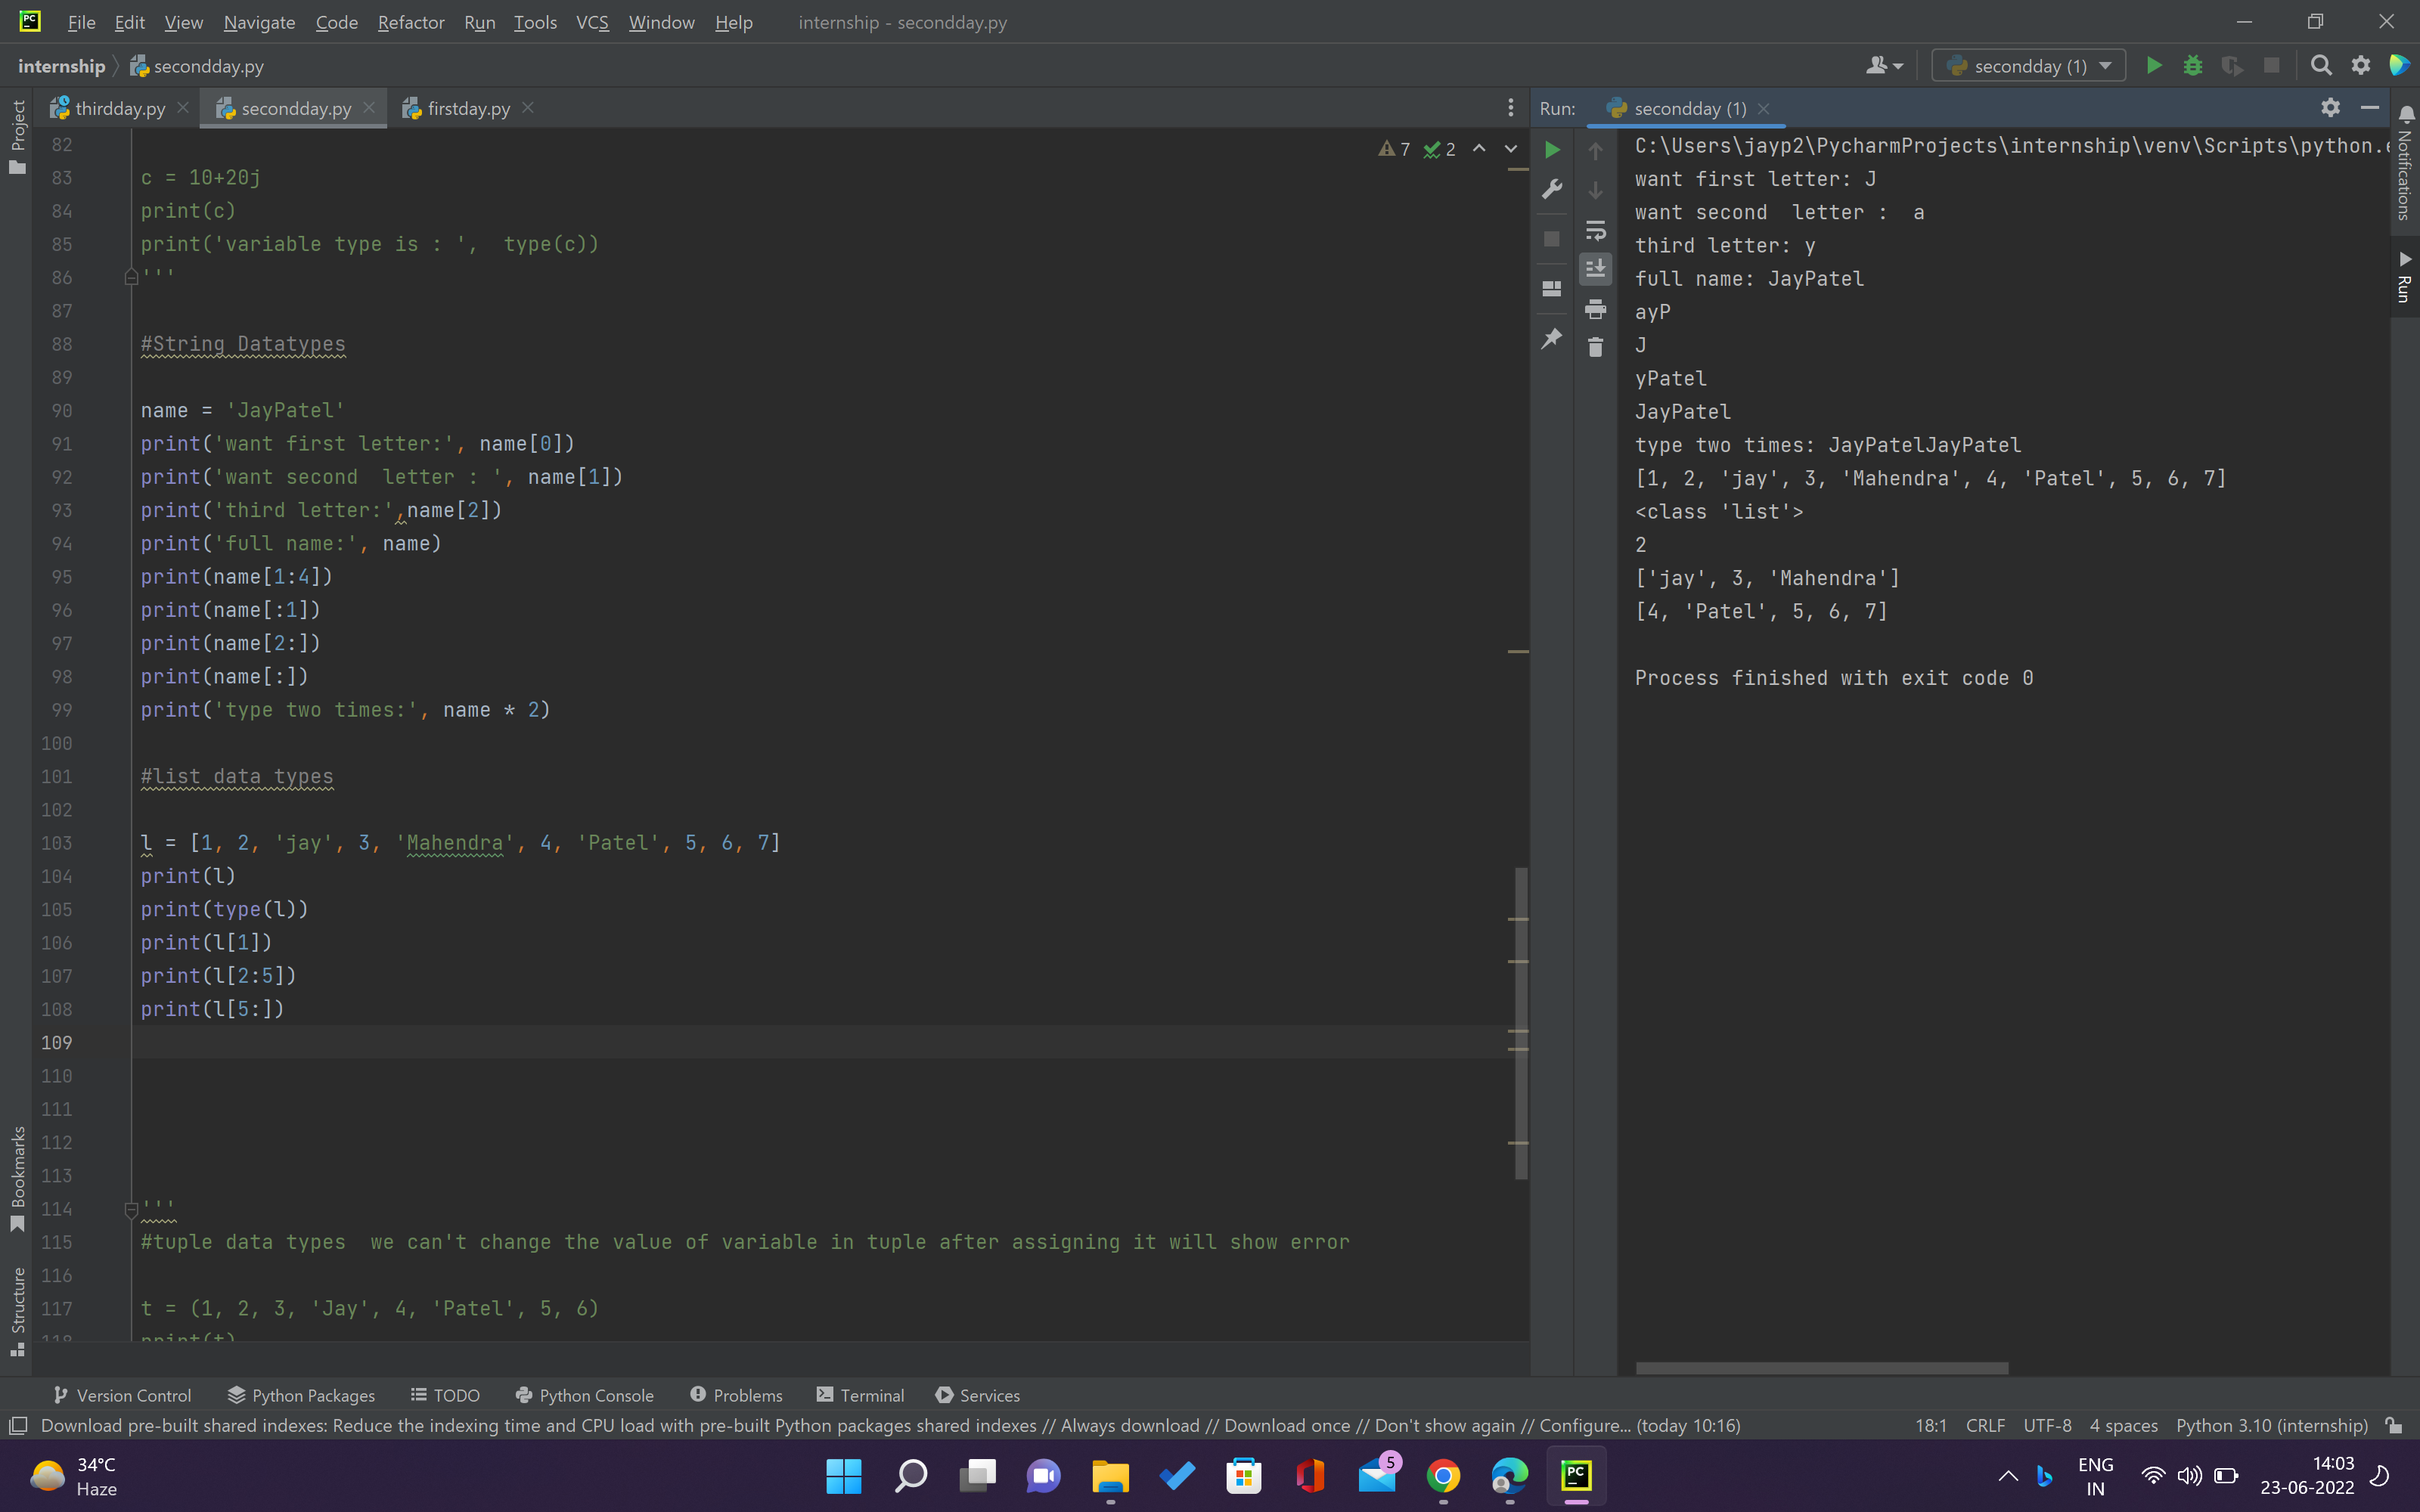 File Edit View Navigate Code Refactor Run Tools VCS Window Help internship - secondday.py
internship secondday.py
secondday (1)
Project
thirdday.py secondday.py firstday.py
7 2
82
83 c = 10+20j
84 print(c)
85 print('variable type is : ',  type(c))
86 '''
87
88 #String Datatypes
89
90 name = 'JayPatel'
91 print('want first letter:', name[0])
92 print('want second  letter : ', name[1])
93 print('third letter:',name[2])
94 print('full name:', name)
95 print(name[1:4])
96 print(name[:1])
97 print(name[2:])
98 print(name[:])
99 print('type two times:', name * 2)
100
101 #list data types
102
103 l = [1, 2, 'jay', 3, 'Mahendra', 4, 'Patel', 5, 6, 7]
104 print(l)
105 print(type(l))
106 print(l[1])
107 print(l[2:5])
108 print(l[5:])
109
110
111
112
113
114 '''
115 #tuple data types  we can't change the value of variable in tuple after assigning it will show error
116
117 t = (1, 2, 3, 'Jay', 4, 'Patel', 5, 6)
118 print(t)
Bookmarks
Structure
Run: secondday (1)
C:\Users\jayp2\PycharmProjects\internship\venv\Scripts\python.e
want first letter: J
want second  letter :  a
third letter: y
full name: JayPatel
ayP
J
yPatel
JayPatel
type two times: JayPatelJayPatel
[1, 2, 'jay', 3, 'Mahendra', 4, 'Patel', 5, 6, 7]
<class 'list'>
2
['jay', 3, 'Mahendra']
[4, 'Patel', 5, 6, 7]
Process finished with exit code 0
Notifications
Run
Version Control Python Packages TODO Python Console Problems Terminal Services
Download pre-built shared indexes: Reduce the indexing time and CPU load with pre-built Python packages shared indexes // Always download // Download once // Don't show again // Configure... (today 10:16) 18:1 CRLF UTF-8 4 spaces Python 3.10 (internship)
34°C
Haze
PC
5
PC
ENG
IN
14:03
23-06-2022